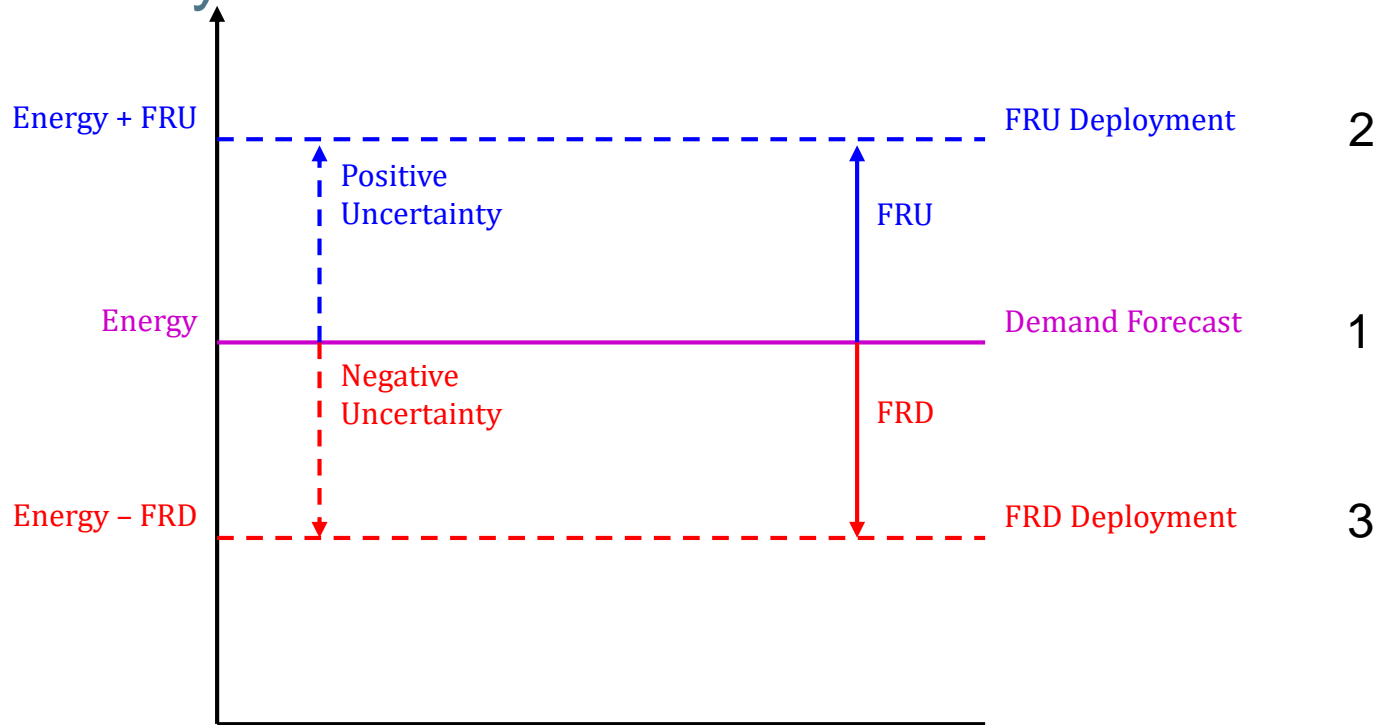 Energy + FRU
FRU Deployment
2
Positive
Uncertainty
FRU
Energy
Demand Forecast
1
Negative
Uncertainty
FRD
Energy – FRD
FRD Deployment
3